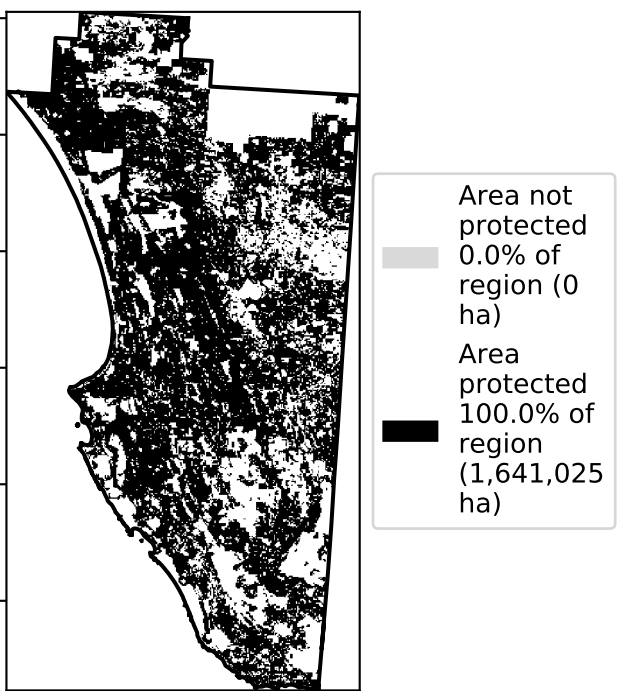 Area not
protected
0.0% of
region (0
ha)
Area
protected
100.0% of
region
(1,641,025
ha)